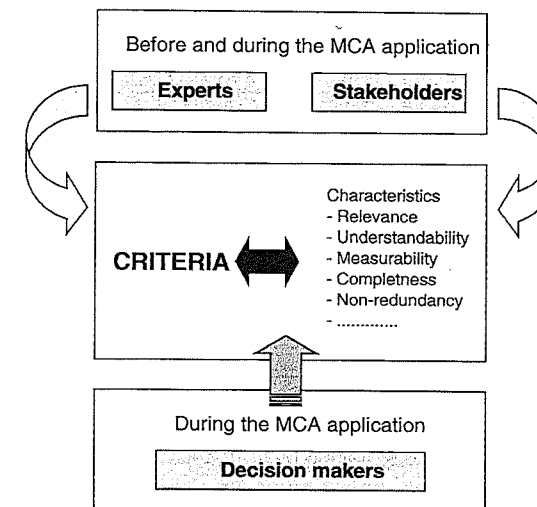 Before and during the MCA application
Experts
Stakeholders
Characteristics
- Relevance
- Understandability
CRITERIA
- Measurability
- Completness
- Non-redundancy
- .............
During the MCA application
Decision makers